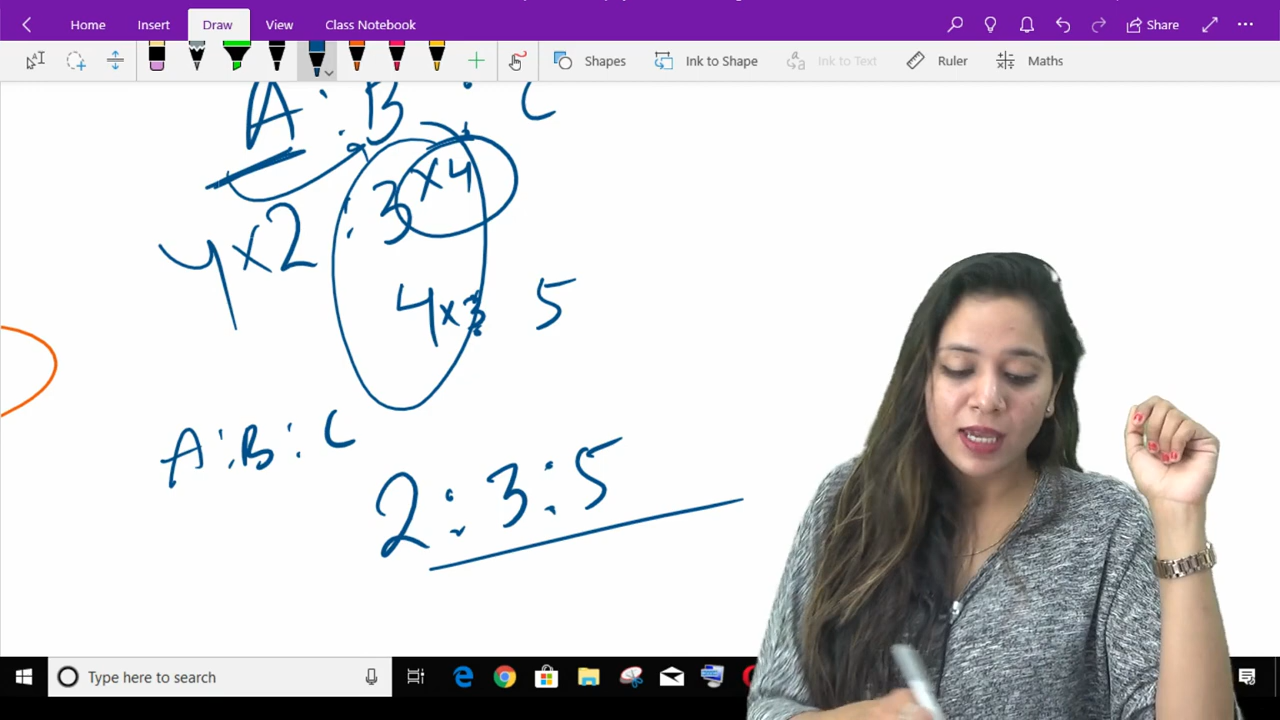 Home Insert Draw View Class Notebook Share
Shapes Ink to Shape Ink to Text Ruler Maths
A : B : C
4 x 2 : 3 x 4
4 x 3 5
A : B : C
2 : 3 : 5
Type here to search